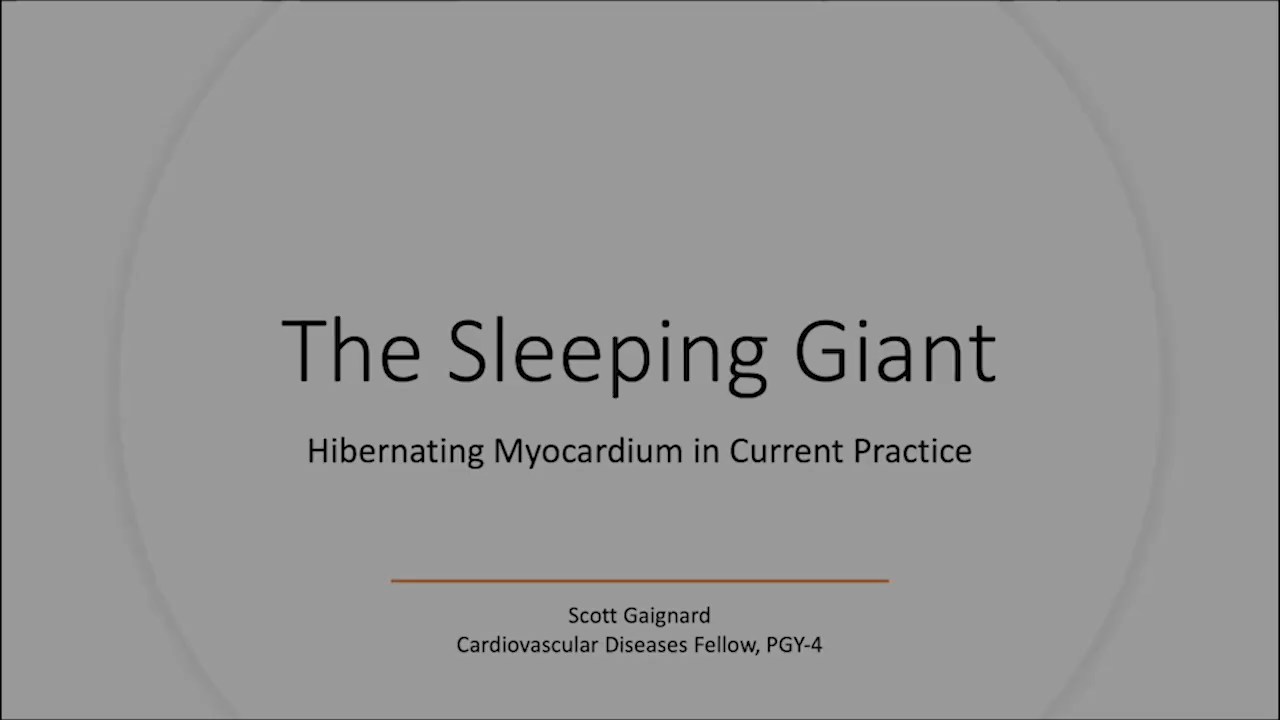 The Sleeping Giant
Hibernating Myocardium in Current Practice
Scott Gaignard
Cardiovascular Diseases Fellow, PGY-4